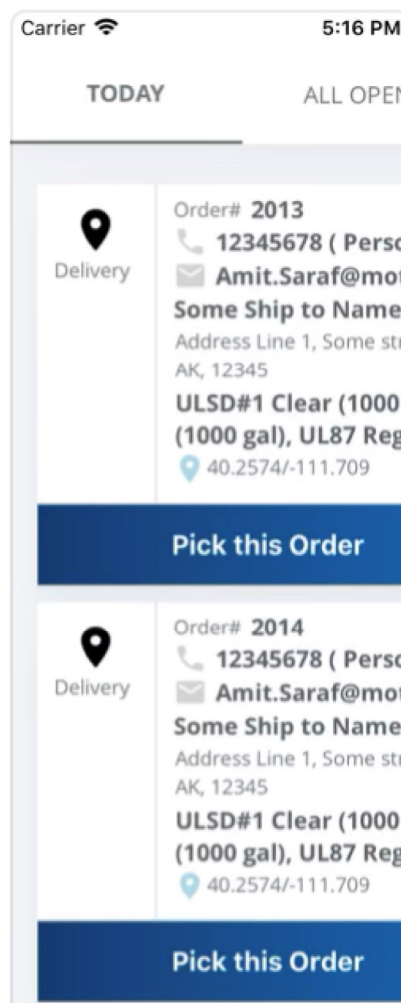 Carrier 5:16 PM
TODAY ALL OPEN
Order# 2013
12345678 ( Perso
Delivery
Amit.Saraf@mot
Some Ship to Name
Address Line 1, Some str
AK, 12345
ULSD#1 Clear (1000
(1000 gal), UL87 Reg
40.2574/-111.709
Pick this Order
Order# 2014
12345678 ( Perso
Delivery
Amit.Saraf@mot
Some Ship to Name
Address Line 1, Some str
AK, 12345
ULSD#1 Clear (1000
(1000 gal), UL87 Reg
40.2574/-111.709
Pick this Order